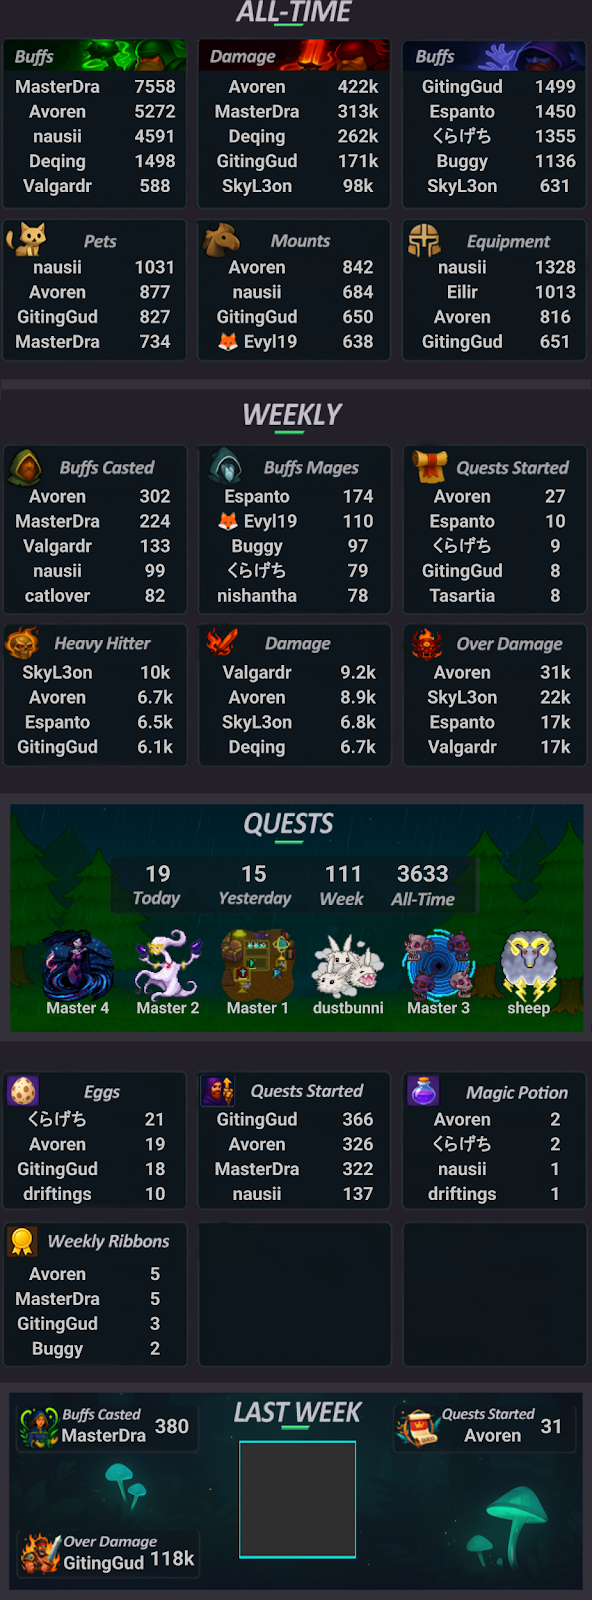 ALL-TIME
Buffs
MasterDra 7558
Avoren 5272
nausii 4591
Deqing 1498
Valgardr 588
Damage
Avoren 422k
MasterDra 313k
Deqing 262k
GitingGud 171k
SkyL3on 98k
Buffs
GitingGud 1499
Espanto 1450
くらげち 1355
Buggy 1136
SkyL3on 631
Pets
nausii 1031
Avoren 877
GitingGud 827
MasterDra 734
Mounts
Avoren 842
nausii 684
GitingGud 650
🦊 Evyl19 638
Equipment
nausii 1328
Eilir 1013
Avoren 816
GitingGud 651
WEEKLY
Buffs Casted
Avoren 302
MasterDra 224
Valgardr 133
nausii 99
catlover 82
Buffs Mages
Espanto 174
🦊 Evyl19 110
Buggy 97
くらげち 79
nishantha 78
Quests Started
Avoren 27
Espanto 10
くらげち 9
GitingGud 8
Tasartia 8
Heavy Hitter
SkyL3on 10k
Avoren 6.7k
Espanto 6.5k
GitingGud 6.1k
Damage
Valgardr 9.2k
Avoren 8.9k
SkyL3on 6.8k
Deqing 6.7k
Over Damage
Avoren 31k
SkyL3on 22k
Espanto 17k
Valgardr 17k
QUESTS
19 15 111 3633
Today Yesterday Week All-Time
Master 4 Master 2 Master 1 dustbunni Master 3 sheep
Eggs
くらげち 21
Avoren 19
GitingGud 18
driftings 10
Quests Started
GitingGud 366
Avoren 326
MasterDra 322
nausii 137
Magic Potion
Avoren 2
くらげち 2
nausii 1
driftings 1
Weekly Ribbons
Avoren 5
MasterDra 5
GitingGud 3
Buggy 2
LAST WEEK
Buffs Casted
MasterDra 380
Quests Started
Avoren 31
Over Damage
GitingGud 118k